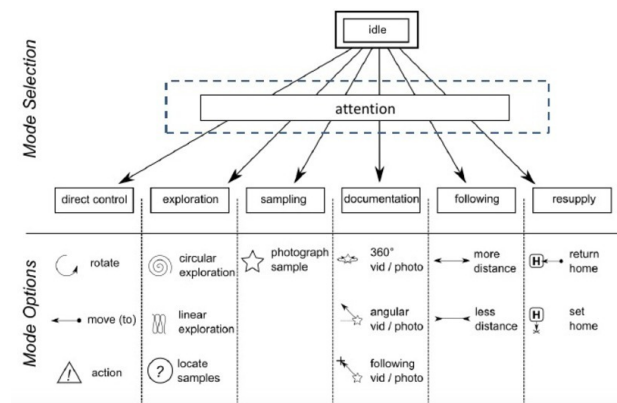 Mode Selection
idle
attention
direct control
exploration
sampling
documentation
following
resupply
Mode Options
rotate
move (to)
action
circular
exploration
linear
exploration
?
locate
samples
photograph
sample
360°
vid / photo
angular
vid / photo
following
vid / photo
more
distance
less
distance
H
return
home
H
set
home